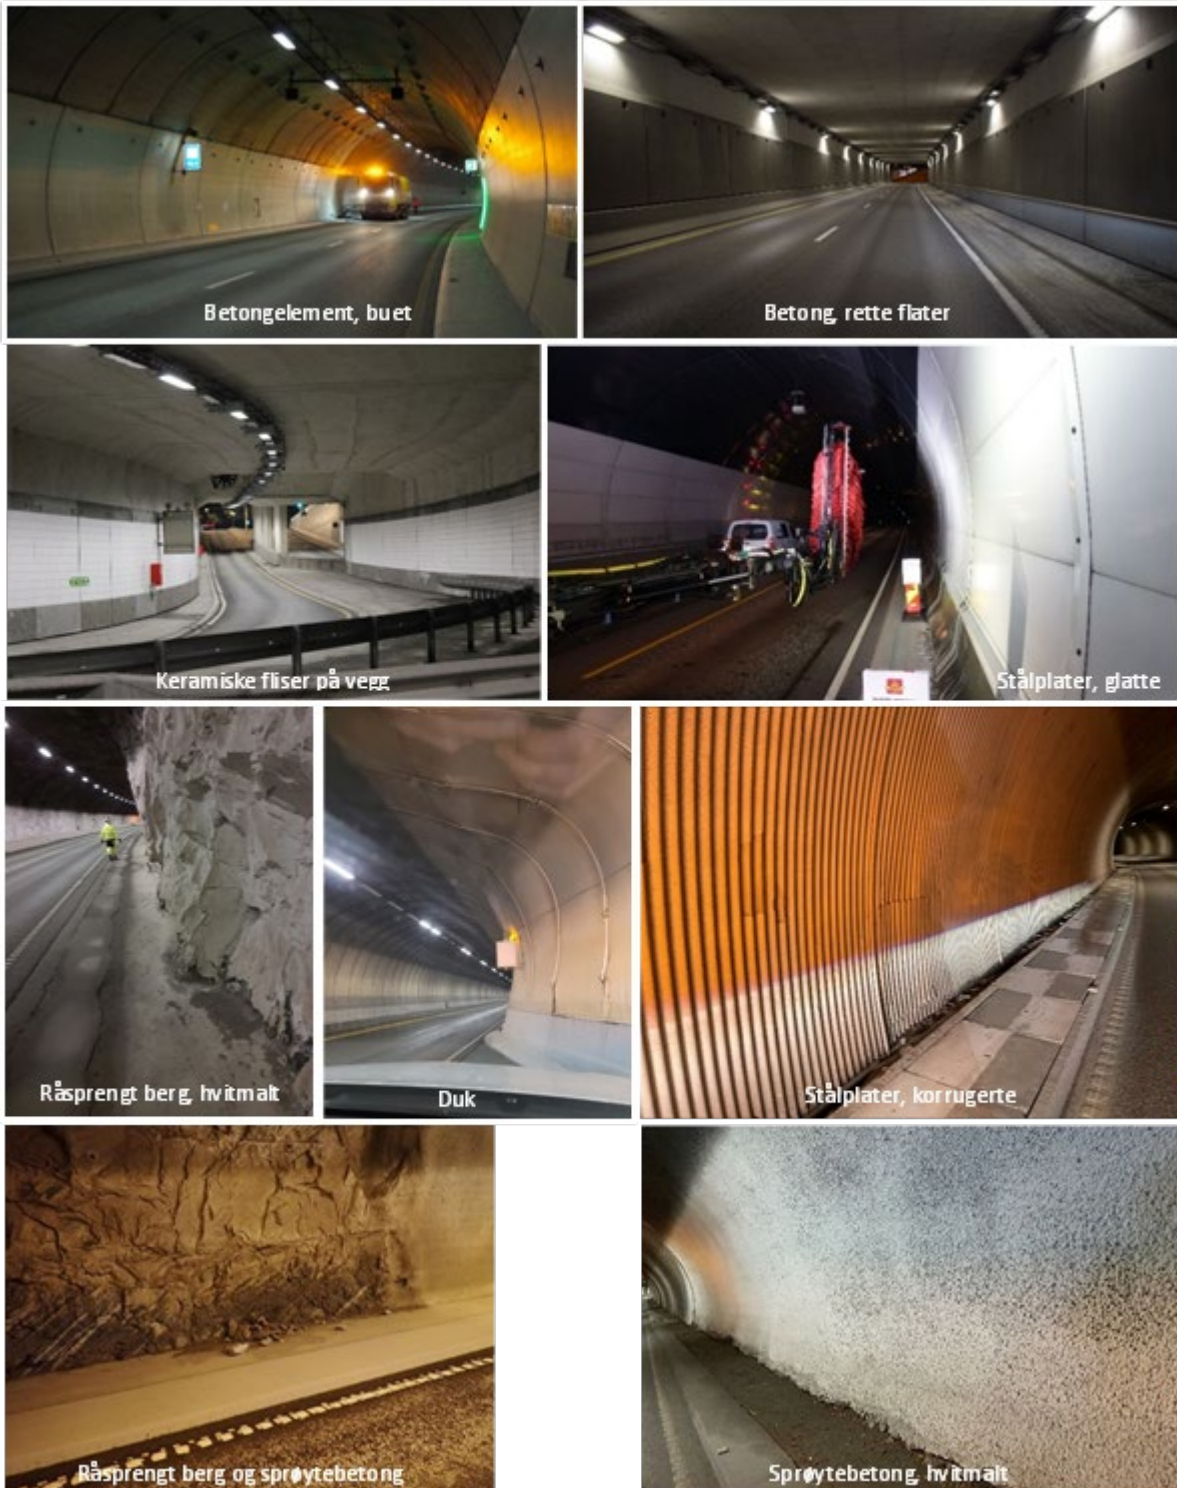 Betongelement, buet
Betong, rette flater
Keramiske fliser på vegg
Stålplater, glatte
Råsprengt berg, hvitmalt
Duk
Stålplater, korrugerte
Råsprengt berg og sprøytebetong
Sprøytebetong, hvitmalt